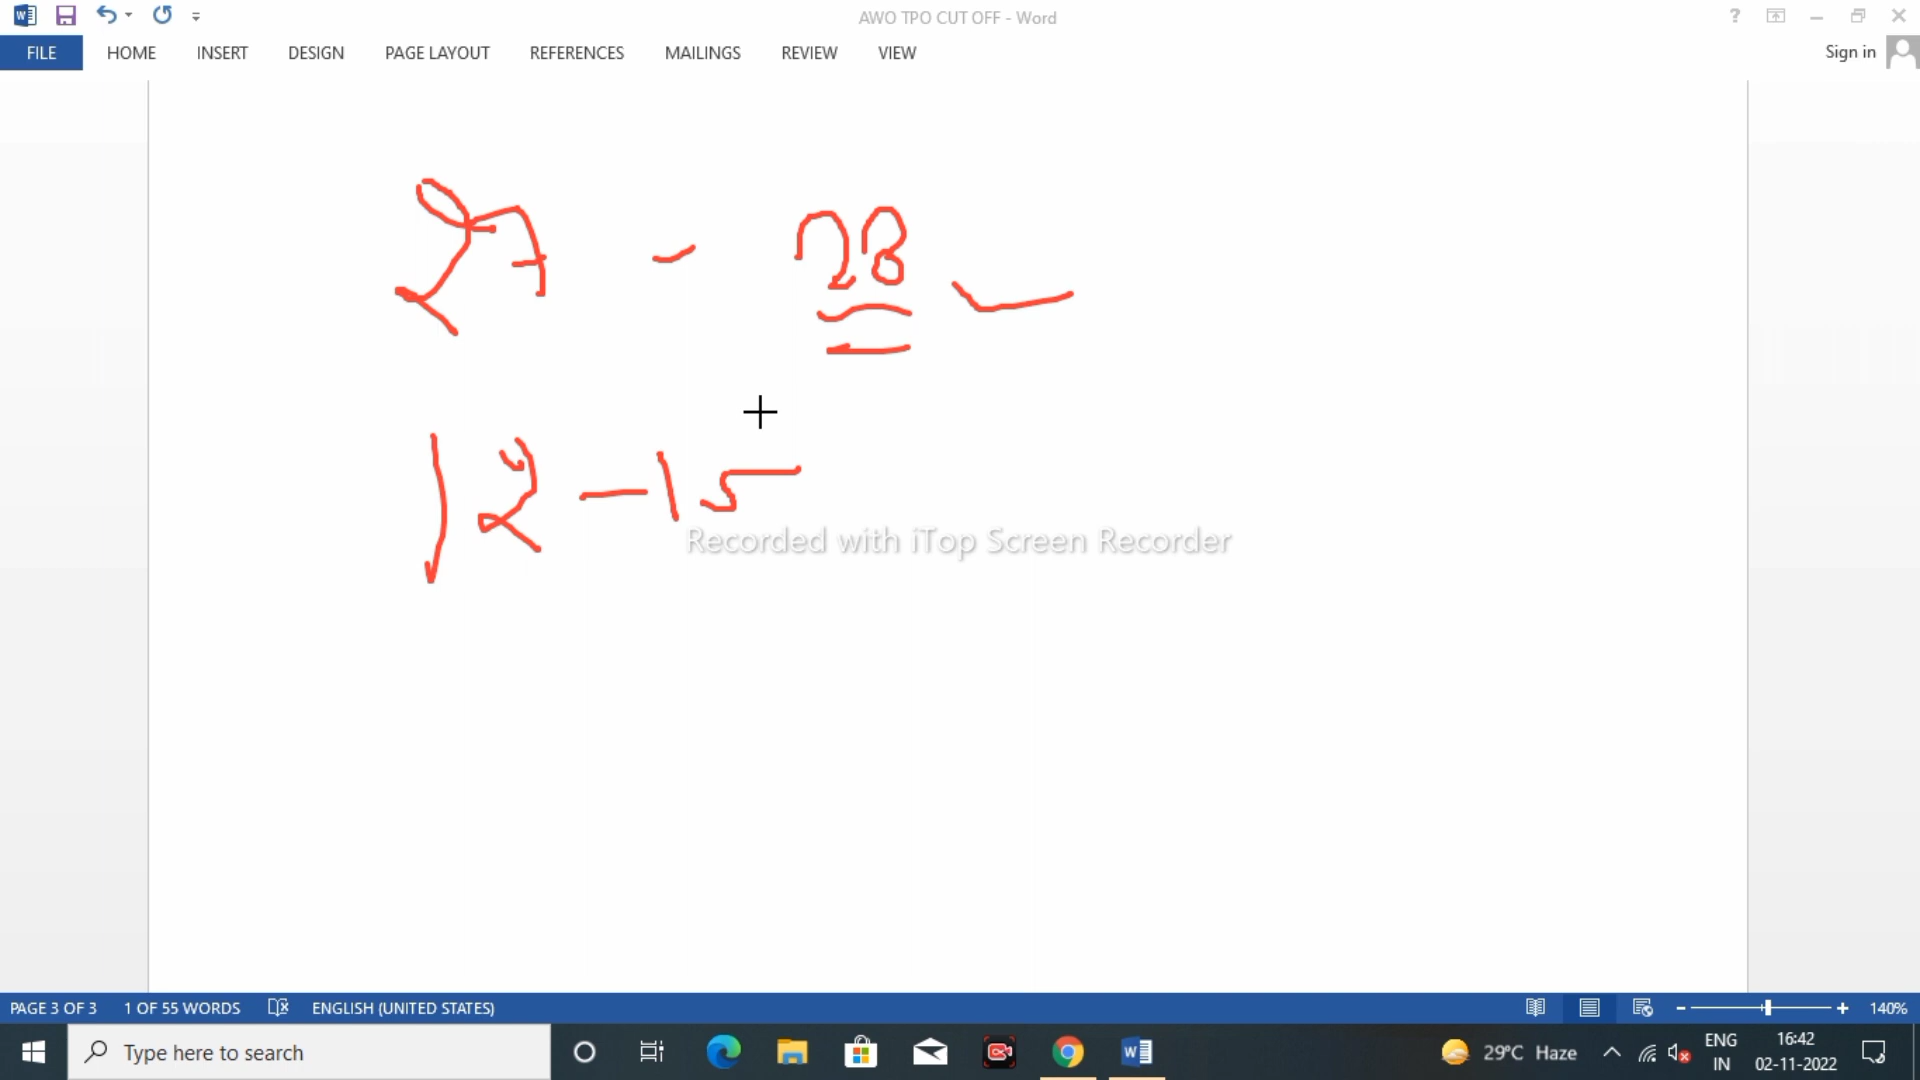 AWO TPO CUT OFF - Word
?
FILE HOME INSERT DESIGN PAGE LAYOUT REFERENCES MAILINGS REVIEW VIEW Sign in
27 - 28
12 - 15
Recorded with iTop Screen Recorder
PAGE 3 OF 3 1 OF 55 WORDS ENGLISH (UNITED STATES) 140%
Type here to search 29°C Haze ENG 16:42
IN 02-11-2022